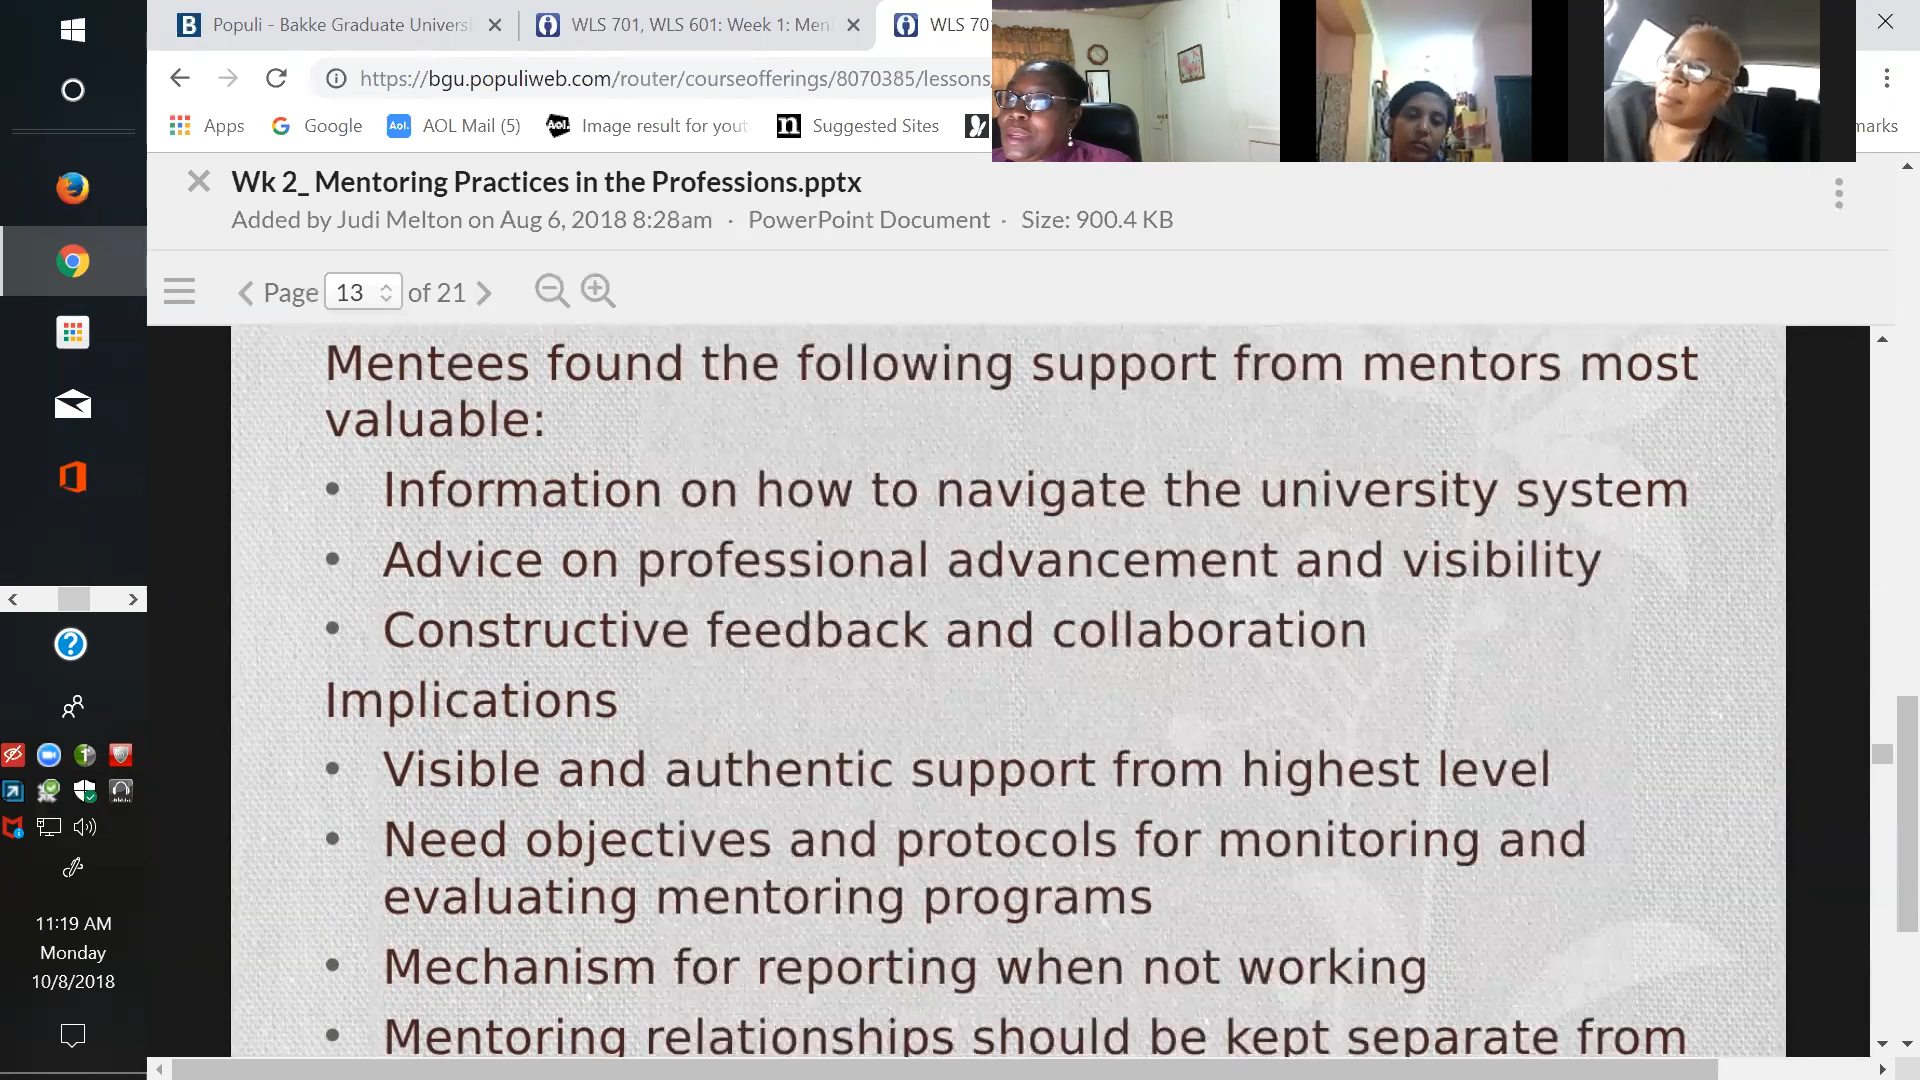 Populi - Bakke Graduate Universi
WLS 701, WLS 601: Week 1: Men
WLS 70
https://bgu.populiweb.com/router/courseofferings/8070385/lessons
Apps
Google
Aol.
AOL Mail (5)
Aol.
Image result for yout
Suggested Sites
marks
Wk 2_ Mentoring Practices in the Professions.pptx
Added by Judi Melton on Aug 6, 2018 8:28am · PowerPoint Document · Size: 900.4 KB
Page 13 of 21
Mentees found the following support from mentors most
valuable:
• Information on how to navigate the university system
• Advice on professional advancement and visibility
• Constructive feedback and collaboration
Implications
• Visible and authentic support from highest level
• Need objectives and protocols for monitoring and
evaluating mentoring programs
• Mechanism for reporting when not working
• Mentoring relationships should be kept separate from
11:19 AM
Monday
10/8/2018